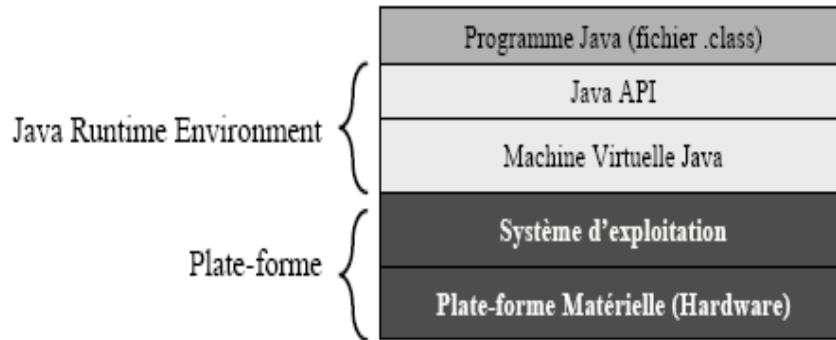 Programme Java (fichier .class)
Java API
Java Runtime Environment
Machine Virtuelle Java
Système d'exploitation
Plate-forme
Plate-forme Matérielle (Hardware)